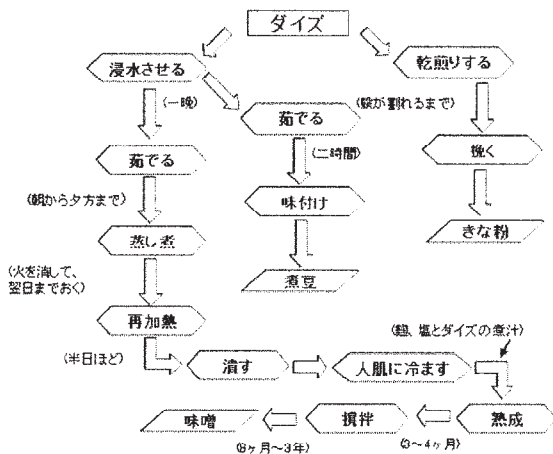 ダイズ
浸水させる
乾煎りする
(一晩)
茹でる
(殻が割れるまで)
茹でる
挽く
(二時間)
(朝から夕方まで)
味付け
蒸し煮
きな粉
(火を消して、
翌日までおく)
煮豆
再加熱
(半日ほど)
(麹、塩とダイズの煮汁)
潰す
人肌に冷ます
味噌
撹拌
熟成
(6ヶ月～3年)
(3～4ヶ月)